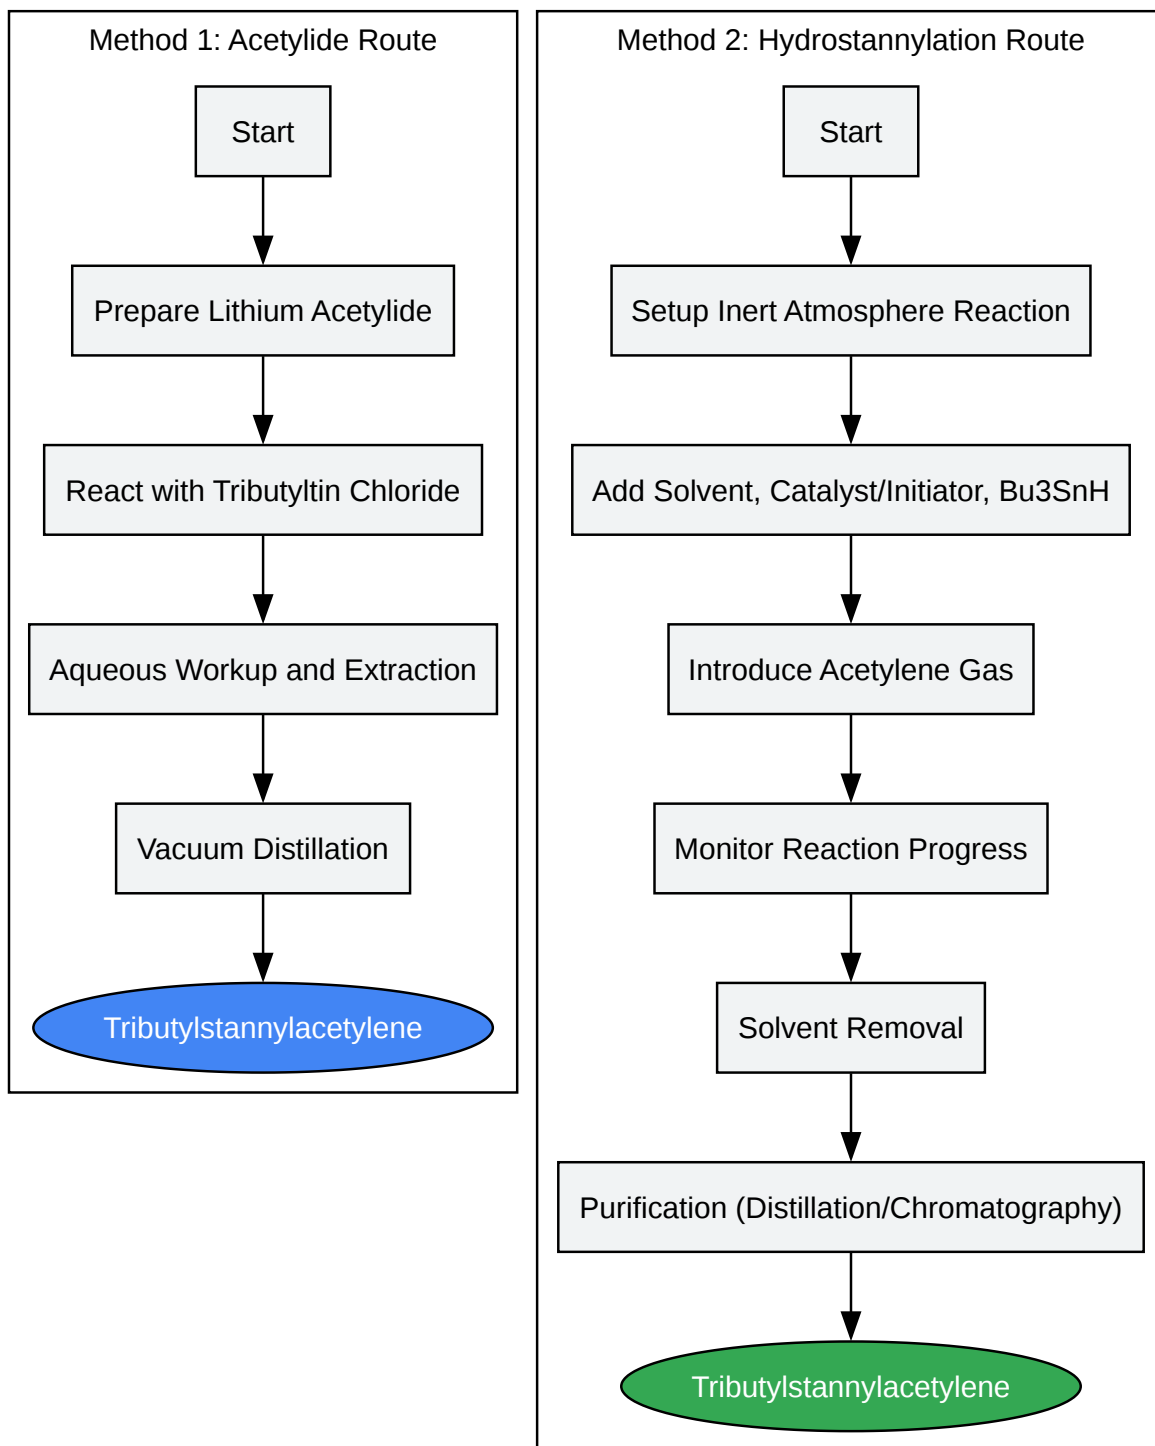 Method 1: Acetylide Route
Start
Prepare Lithium Acetylide
React with Tributyltin Chloride
Aqueous Workup and Extraction
Vacuum Distillation
Tributylstannylacetylene
Method 2: Hydrostannylation Route
Start
Setup Inert Atmosphere Reaction
Add Solvent, Catalyst/Initiator, Bu3SnH
Introduce Acetylene Gas
Monitor Reaction Progress
Solvent Removal
Purification (Distillation/Chromatography)
Tributylstannylacetylene